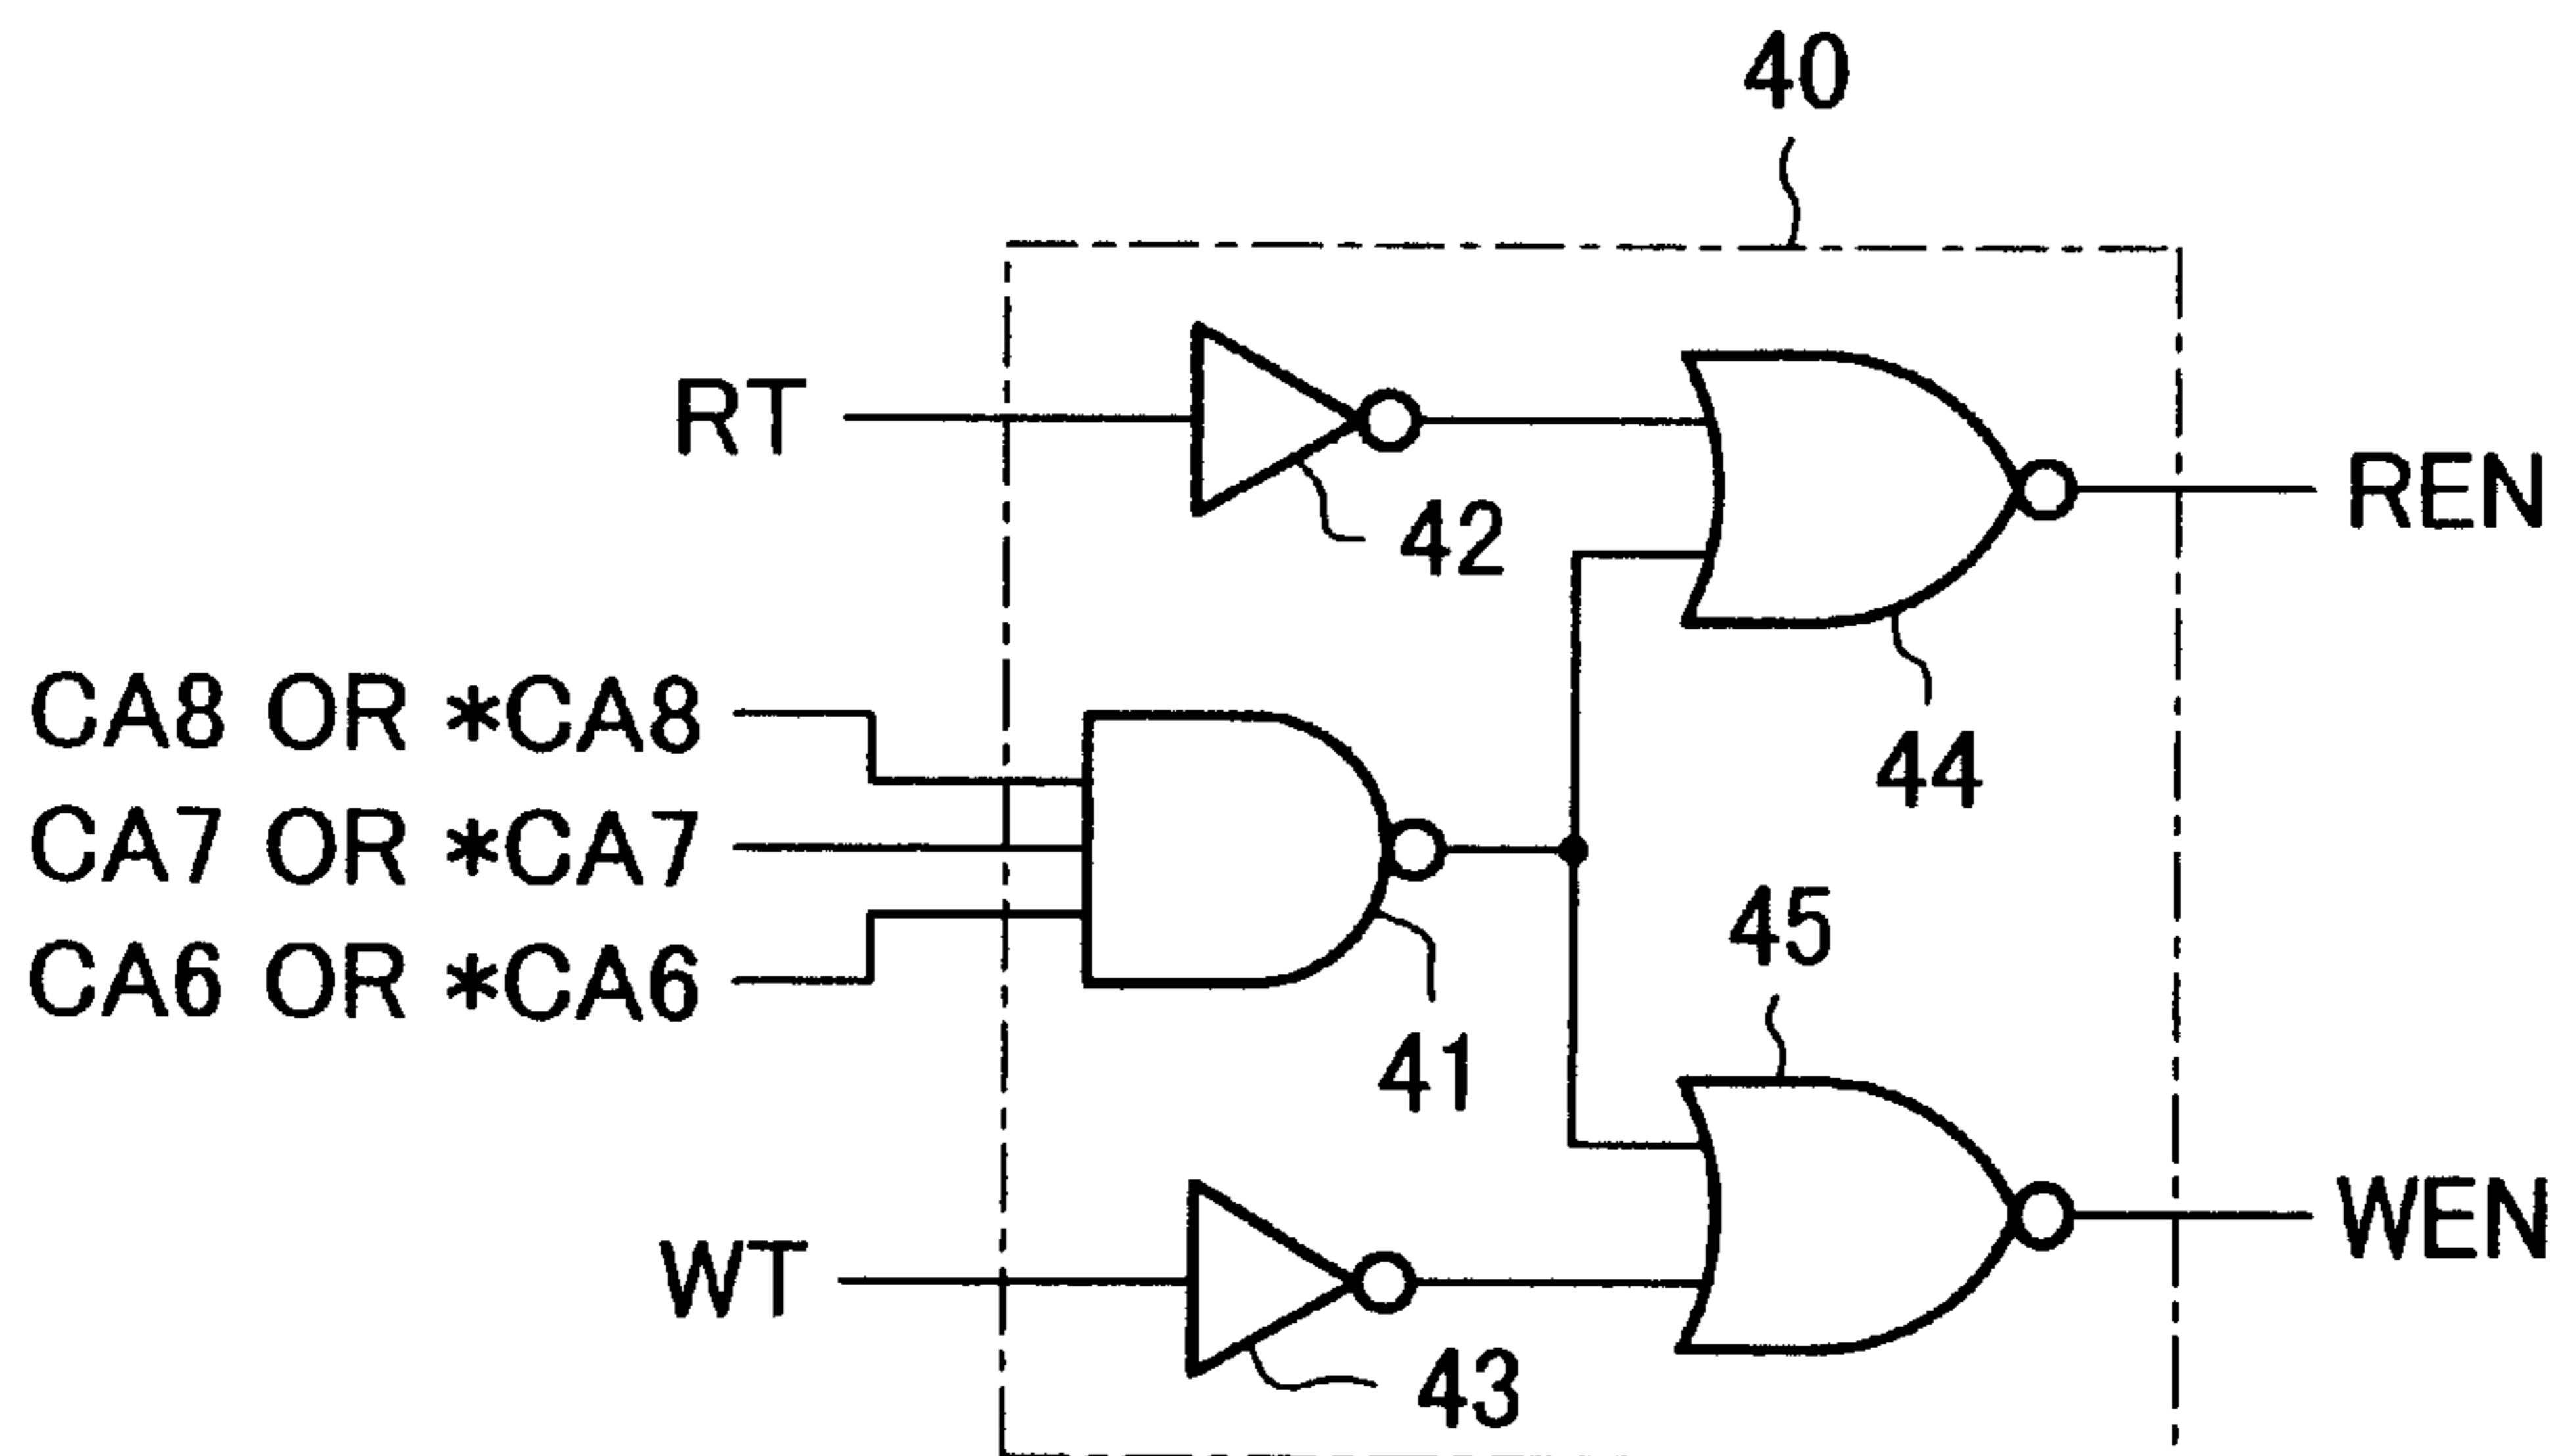 40
RT
42
REN
CA8 OR *CA8
44
CA7 OR *CA7
45
CA6 OR *CA6
41
WT
WEN
43